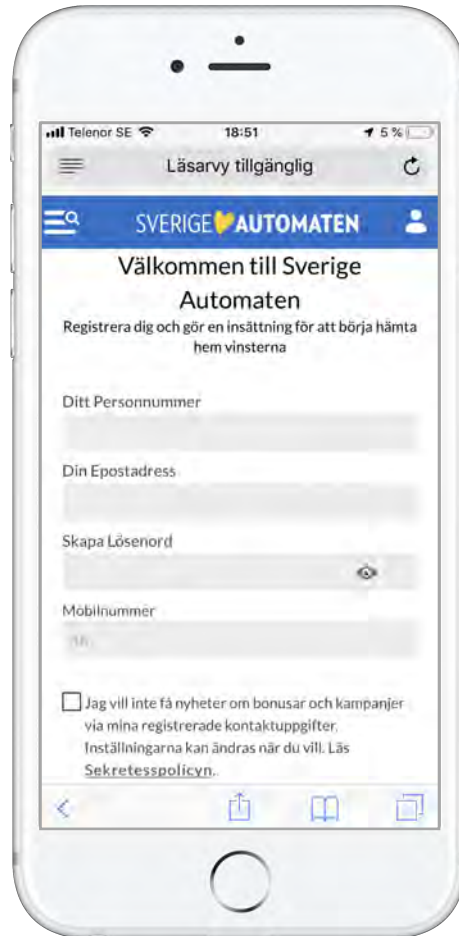 Telenor SE 18:51 5 %
Läsarvy tillgänglig
SVERIGE AUTOMATEN
Välkommen till Sverige
Automaten
Registrera dig och gör en insättning för att börja hämta
hem vinsterna
Ditt Personnummer
Din Epostadress
Skapa Lösenord
Mobilnummer
Jag vill inte få nyheter om bonusar och kampanjer
via mina registrerade kontaktuppgifter.
Inställningarna kan ändras när du vill. Läs
Sekretesspolicyn.